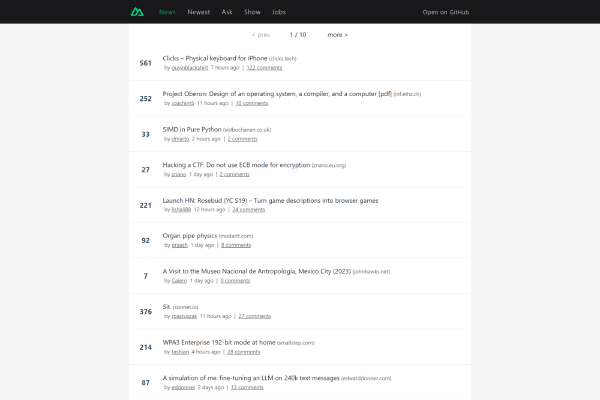 News Newest Ask Show Jobs Open on GitHub
< prev 1 / 10 more >
561 Clicks – Physical keyboard for iPhone (clicks.tech)
by guyinblackshirt 7 hours ago | 122 comments
252 Project Oberon: Design of an operating system, a compiler, and a computer [pdf] (inf.ethz.ch)
by JoachimS 11 hours ago | 10 comments
33 SIMD in Pure Python (sidbuchanan.co.uk)
by dmarto 2 hours ago | 2 comments
27 Hacking a CTF: Do not use ECB mode for encryption (znano.eu.org)
by znano 1 day ago | 2 comments
221 Launch HN: Rosebud (YC S19) – Turn game descriptions into browser games
by lisha888 12 hours ago | 24 comments
92 Organ pipe physics (modartt.com)
by praash 1 day ago | 8 comments
7 A Visit to the Museo Nacional de Antropología, Mexico City (2023) (johnhawks.net)
by Caiero 1 day ago | 0 comments
376 Sit. (sonnet.io)
by rpastuszak 11 hours ago | 27 comments
214 WPA3 Enterprise 192-bit mode at home (smallstep.com)
by tashian 4 hours ago | 28 comments
87 A simulation of me: fine-tuning an LLM on 240k text messages (edwarddonner.com)
by eddonner 2 days ago | 13 comments